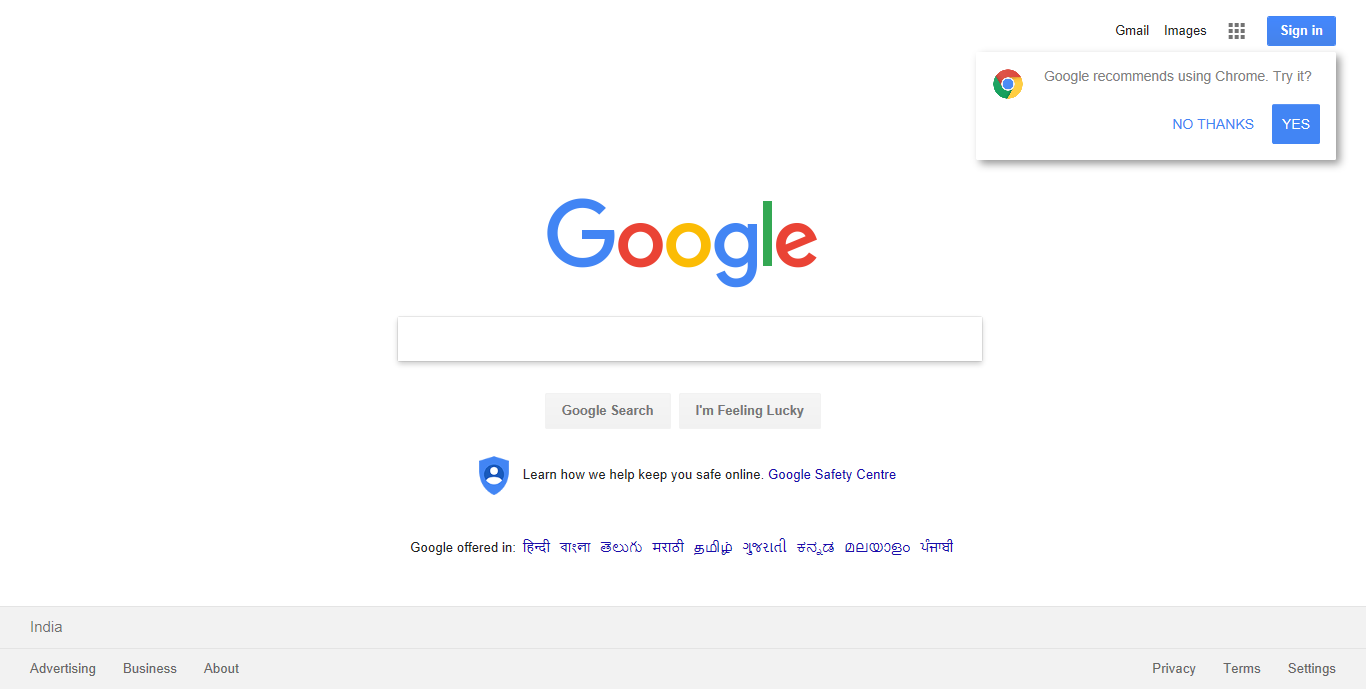 Gmail Images Sign in
Google recommends using Chrome. Try it?
NO THANKS YES
Google
Google Search I'm Feeling Lucky
Learn how we help keep you safe online. Google Safety Centre
Google offered in: हिन्दी বাংলা తెలుగు मराठी தமிழ் ગુજરાતી ಕನ್ನಡ മലയാളം ਪੰਜਾਬੀ
India
Advertising Business About Privacy Terms Settings